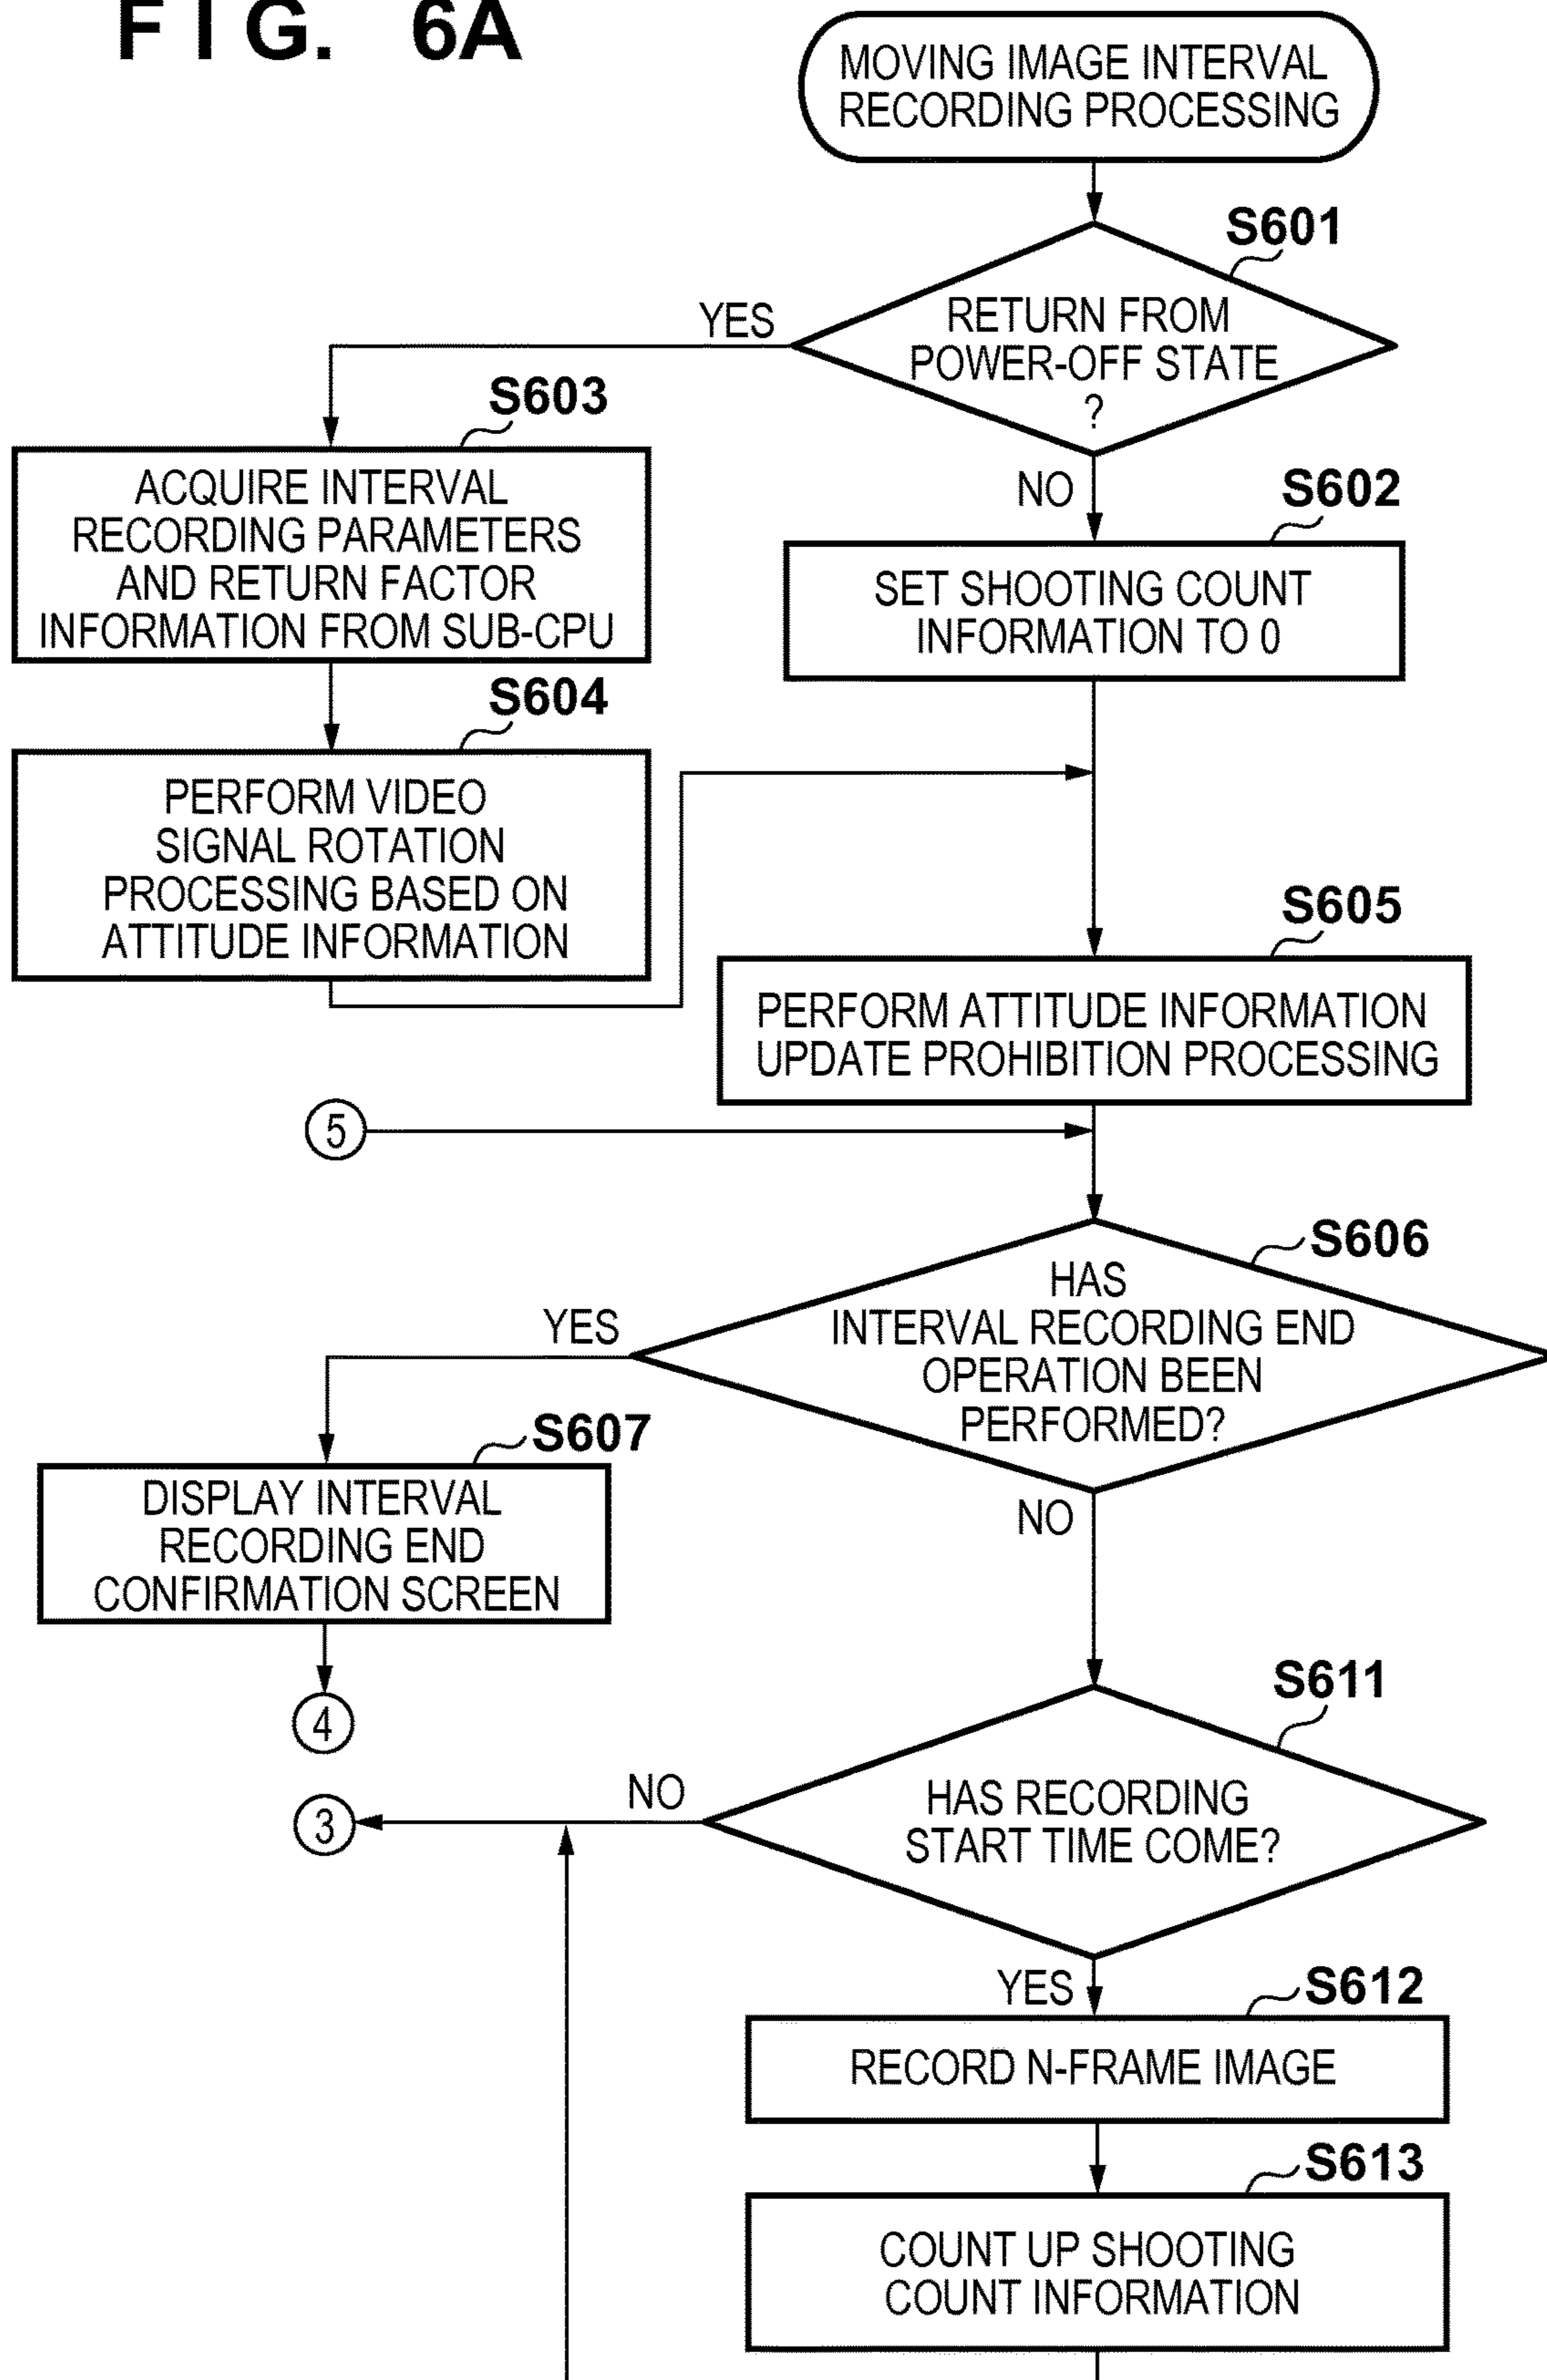 FIG. 6A
MOVING IMAGE INTERVAL
RECORDING PROCESSING
S601
RETURN FROM
POWER-OFF STATE
?
YES
NO
S603
ACQUIRE INTERVAL
RECORDING PARAMETERS
AND RETURN FACTOR
INFORMATION FROM SUB-CPU
S602
SET SHOOTING COUNT
INFORMATION TO 0
S604
PERFORM VIDEO
SIGNAL ROTATION
PROCESSING BASED ON
ATTITUDE INFORMATION
S605
PERFORM ATTITUDE INFORMATION
UPDATE PROHIBITION PROCESSING
5
S606
HAS
INTERVAL RECORDING END
OPERATION BEEN
PERFORMED?
YES
NO
S607
DISPLAY INTERVAL
RECORDING END
CONFIRMATION SCREEN
4
S611
HAS RECORDING
START TIME COME?
NO
3
YES
S612
RECORD N-FRAME IMAGE
S613
COUNT UP SHOOTING
COUNT INFORMATION